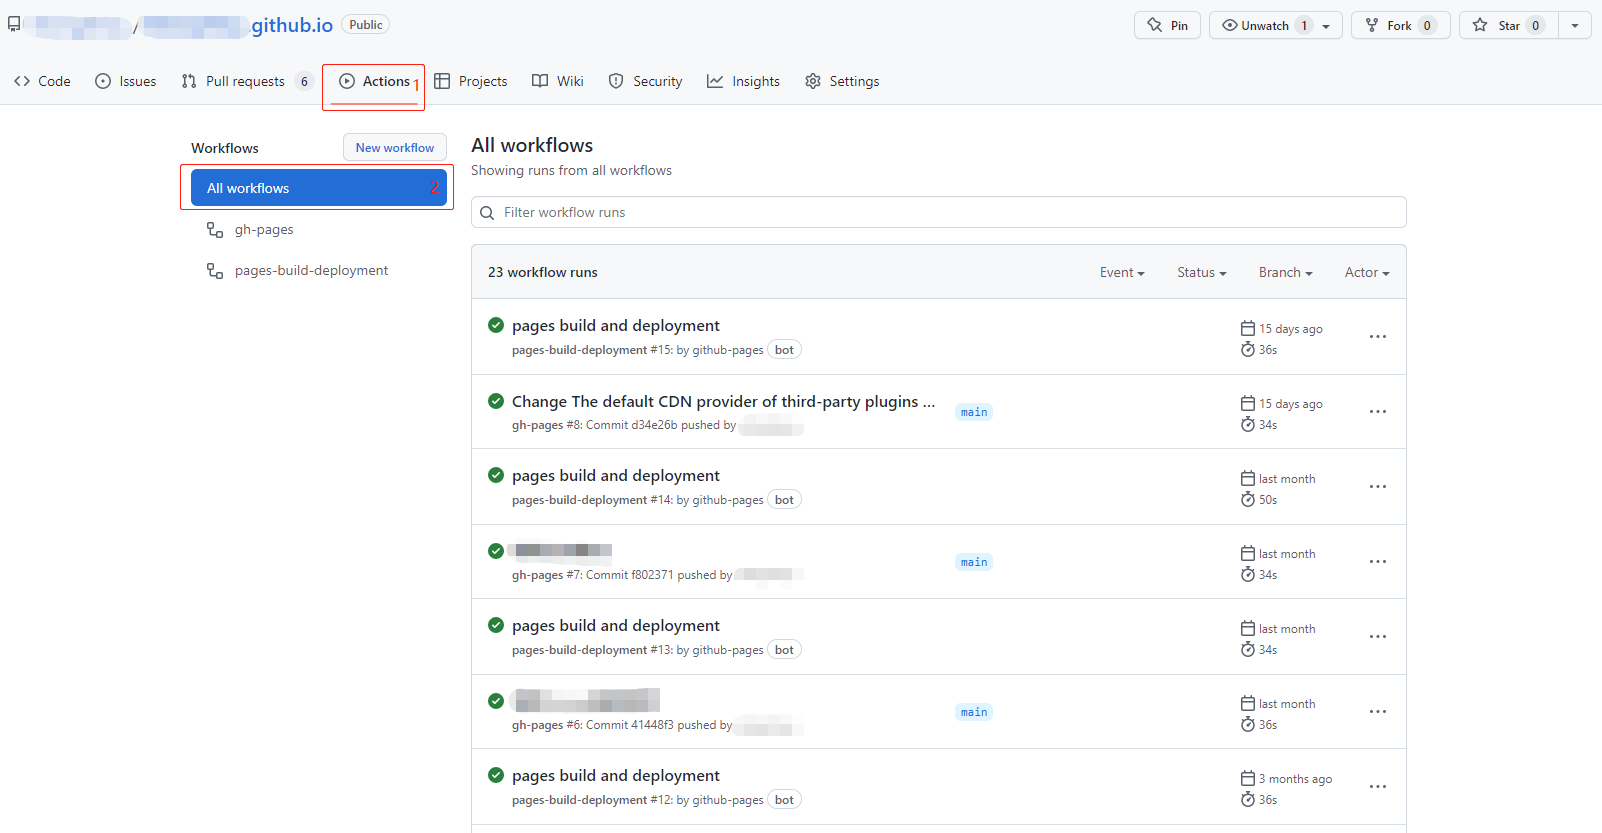 / .github.io Public Pin Unwatch 1 Fork 0 Star 0
Code Issues Pull requests 6 Actions 1 Projects Wiki Security Insights Settings
Workflows New workflow
All workflows 2
gh-pages
pages-build-deployment
All workflows
Showing runs from all workflows
Filter workflow runs
23 workflow runs Event Status Branch Actor
pages build and deployment 15 days ago
pages-build-deployment #15: by github-pages bot 36s
Change The default CDN provider of third-party plugins ... main 15 days ago
gh-pages #8: Commit d34e26b pushed by 34s
pages build and deployment last month
pages-build-deployment #14: by github-pages bot 50s
main last month
gh-pages #7: Commit f802371 pushed by 34s
pages build and deployment last month
pages-build-deployment #13: by github-pages bot 34s
main last month
gh-pages #6: Commit 41448f3 pushed by 36s
pages build and deployment 3 months ago
pages-build-deployment #12: by github-pages bot 36s